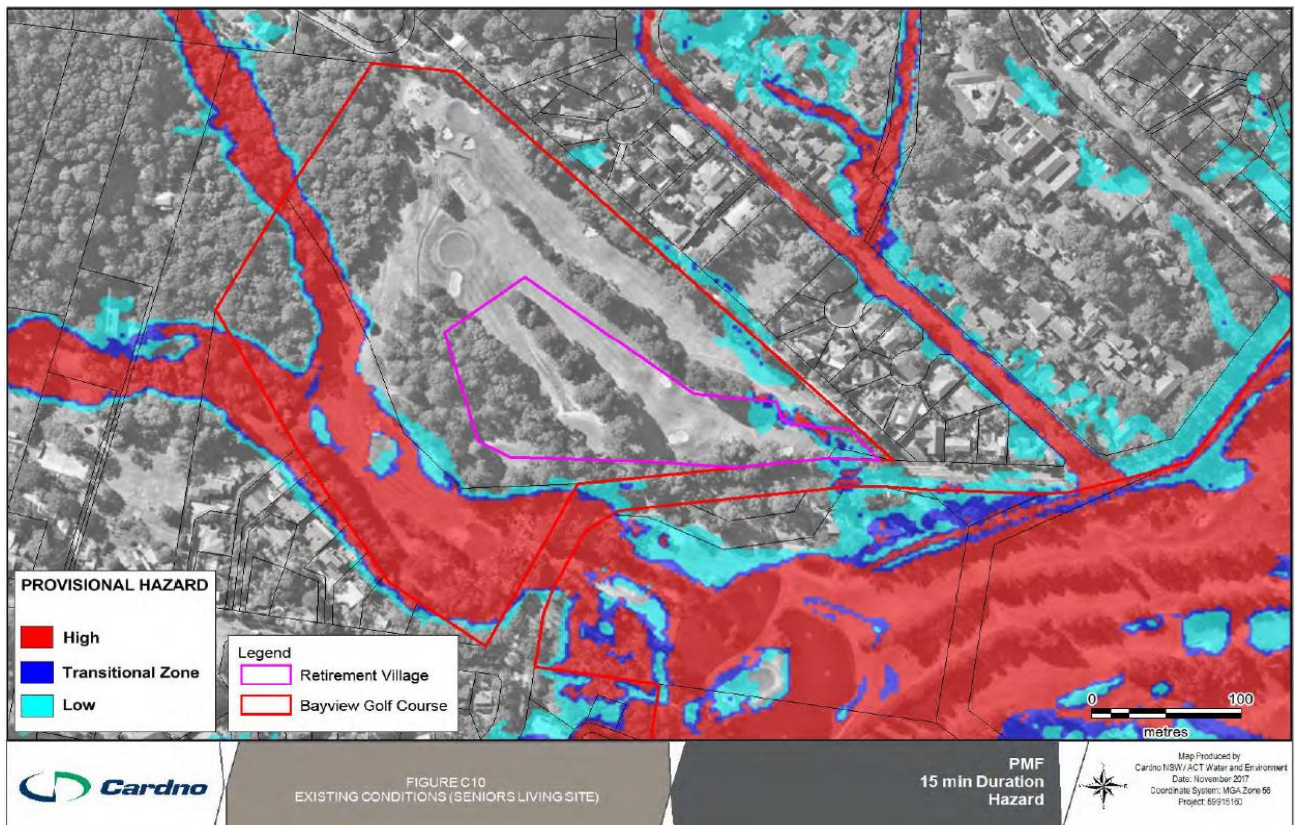 PROVISIONAL HAZARD
High
Transitional Zone
Low
Legend
Retirement Village
Bayview Golf Course
0 100
metres
Cardno
FIGURE C10
EXISTING CONDITIONS (SENIORS LIVING SITE)
PMF
15 min Duration
Hazard
Map Produced by
Cardno NSW / ACT Water and Environment
Date: November 2017
Coordinate System: MGA Zone 56
Project: 59915160